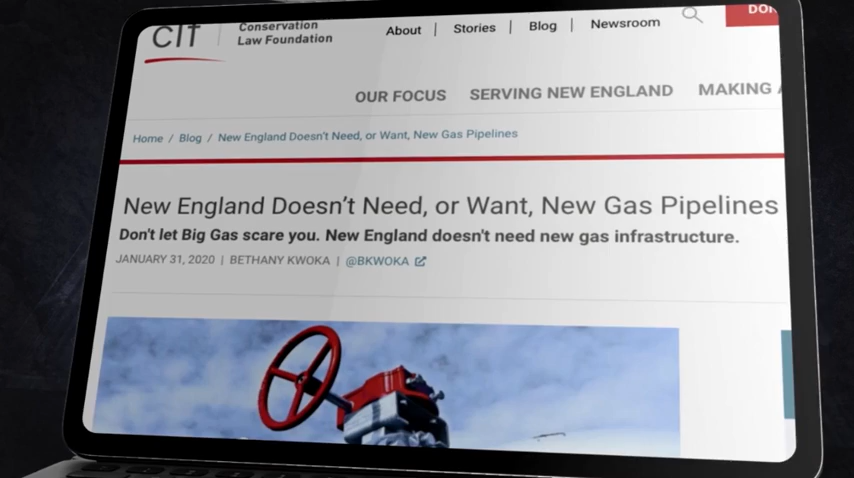 clf
Conservation
Law Foundation
About | Stories | Blog | Newsroom
OUR FOCUS SERVING NEW ENGLAND MAKING
Home / Blog / New England Doesn't Need, or Want, New Gas Pipelines
New England Doesn't Need, or Want, New Gas Pipelines
Don't let Big Gas scare you. New England doesn't need new gas infrastructure.
JANUARY 31, 2020 | BETHANY KWOKA | @BKWOKA